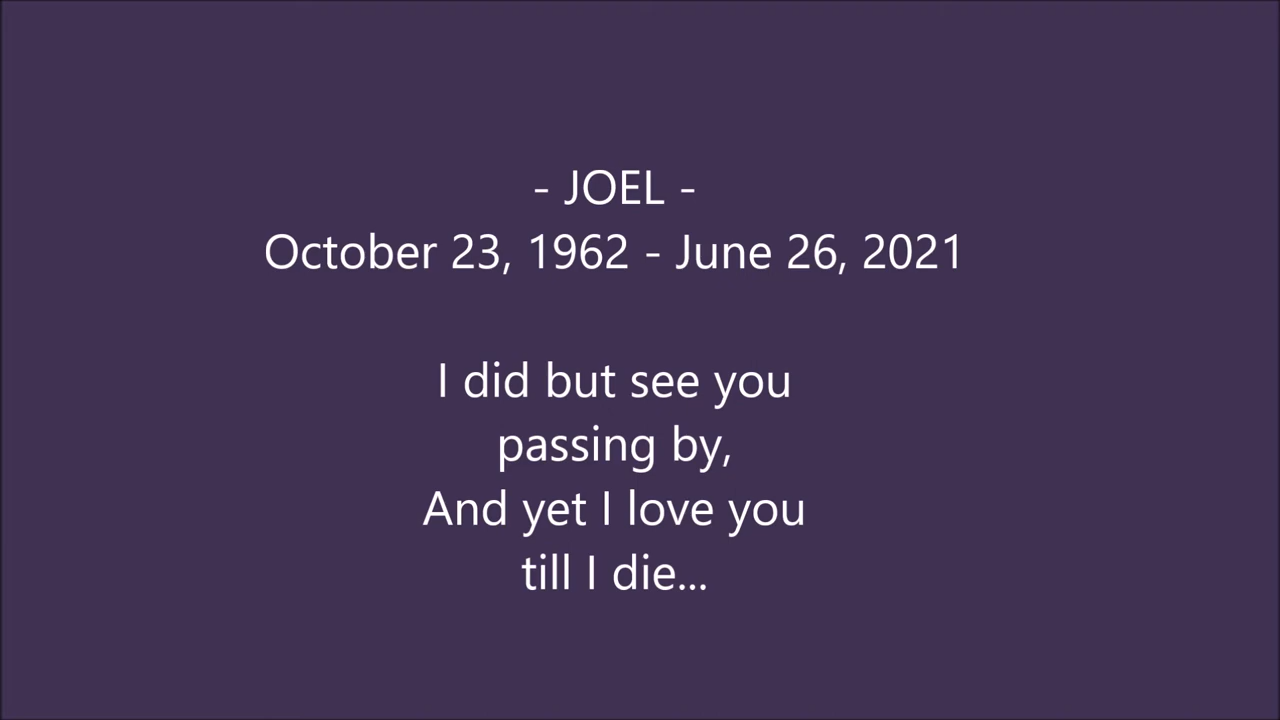 - JOEL -
October 23, 1962 - June 26, 2021
I did but see you
passing by,
And yet I love you
till I die...